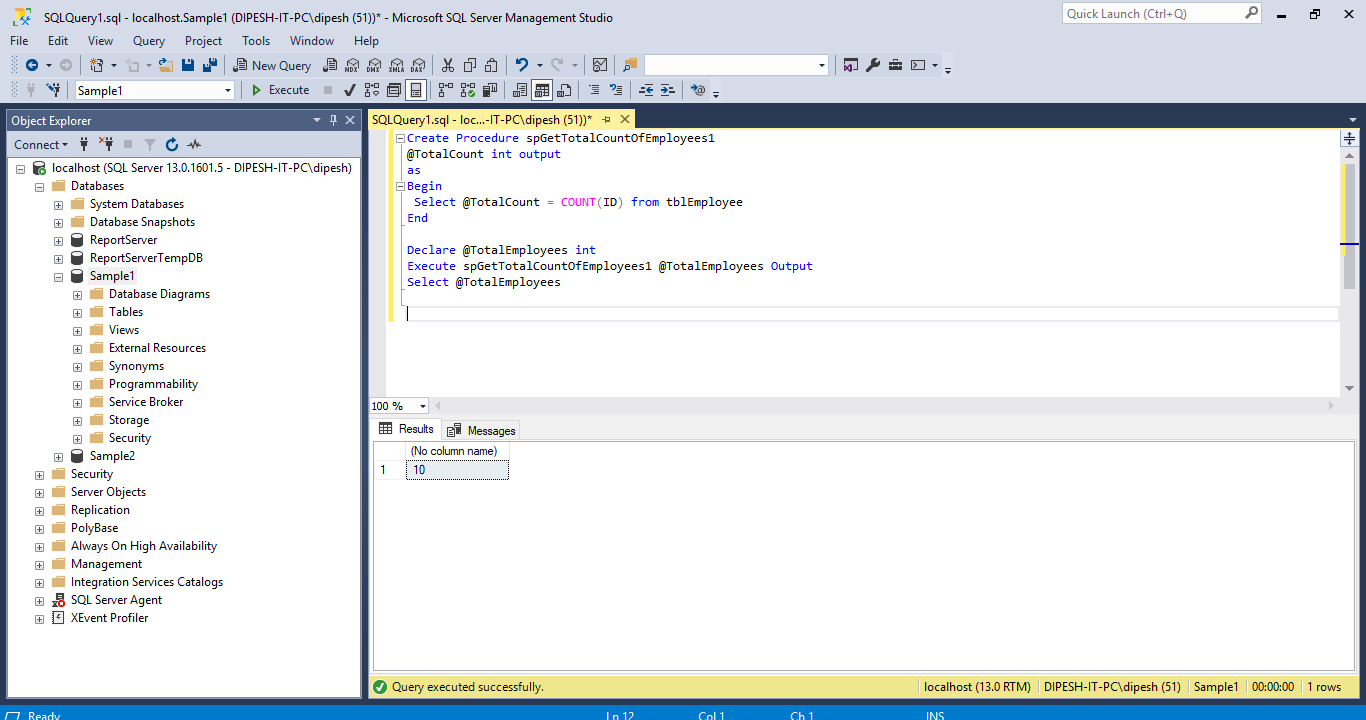 SQLQuery1.sql - localhost.Sample1 (DIPESH-IT-PC\dipesh (51))* - Microsoft SQL Server Management Studio
Quick Launch (Ctrl+Q)
File Edit View Query Project Tools Window Help
New Query MDX DMX XMLA DAX
Sample1 Execute
Object Explorer
Connect
localhost (SQL Server 13.0.1601.5 - DIPESH-IT-PC\dipesh)
Databases
System Databases
Database Snapshots
ReportServer
ReportServerTempDB
Sample1
Database Diagrams
Tables
Views
External Resources
Synonyms
Programmability
Service Broker
Storage
Security
Sample2
Security
Server Objects
Replication
PolyBase
Always On High Availability
Management
Integration Services Catalogs
SQL Server Agent
XEvent Profiler
SQLQuery1.sql - loc...-IT-PC\dipesh (51))*
Create Procedure spGetTotalCountOfEmployees1
@TotalCount int output
as
Begin
Select @TotalCount = COUNT(ID) from tblEmployee
End
Declare @TotalEmployees int
Execute spGetTotalCountOfEmployees1 @TotalEmployees Output
Select @TotalEmployees
100 %
Results Messages
(No column name)
1 10
Query executed successfully. localhost (13.0 RTM) DIPESH-IT-PC\dipesh (51) Sample1 00:00:00 1 rows
Ready Ln 12 Col 1 Ch 1 INS